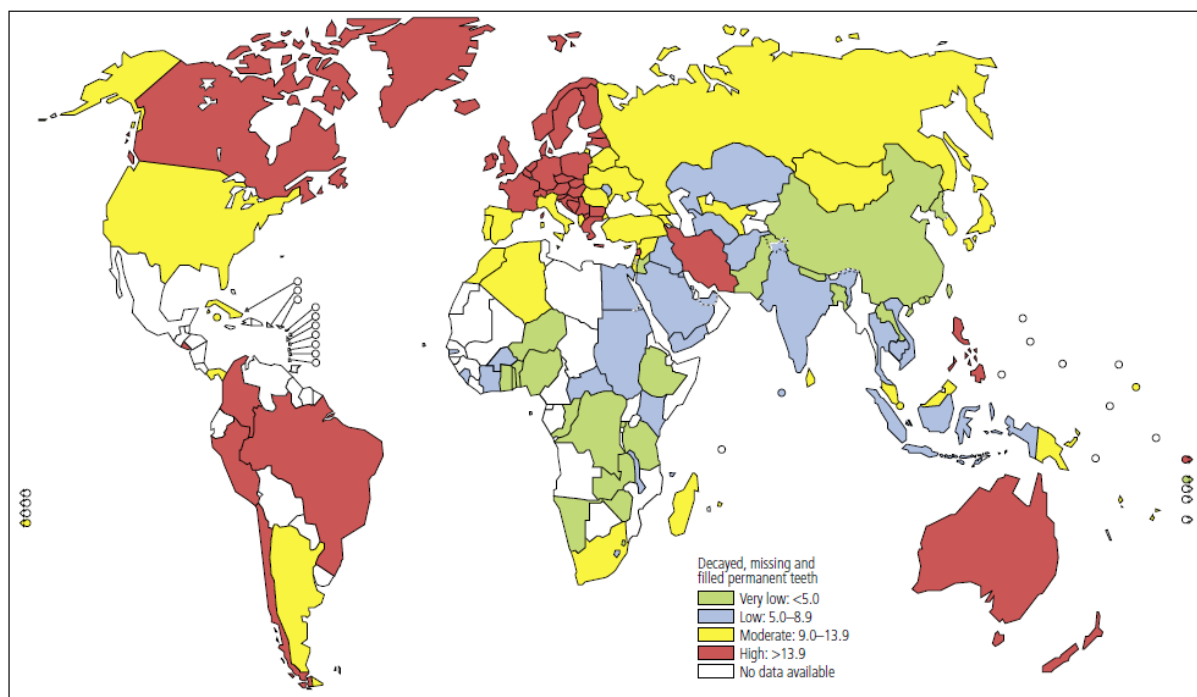 Decayed, missing and
filled permanent teeth
Very low: <5.0
Low: 5.0–8.9
Moderate: 9.0–13.9
High: >13.9
No data available